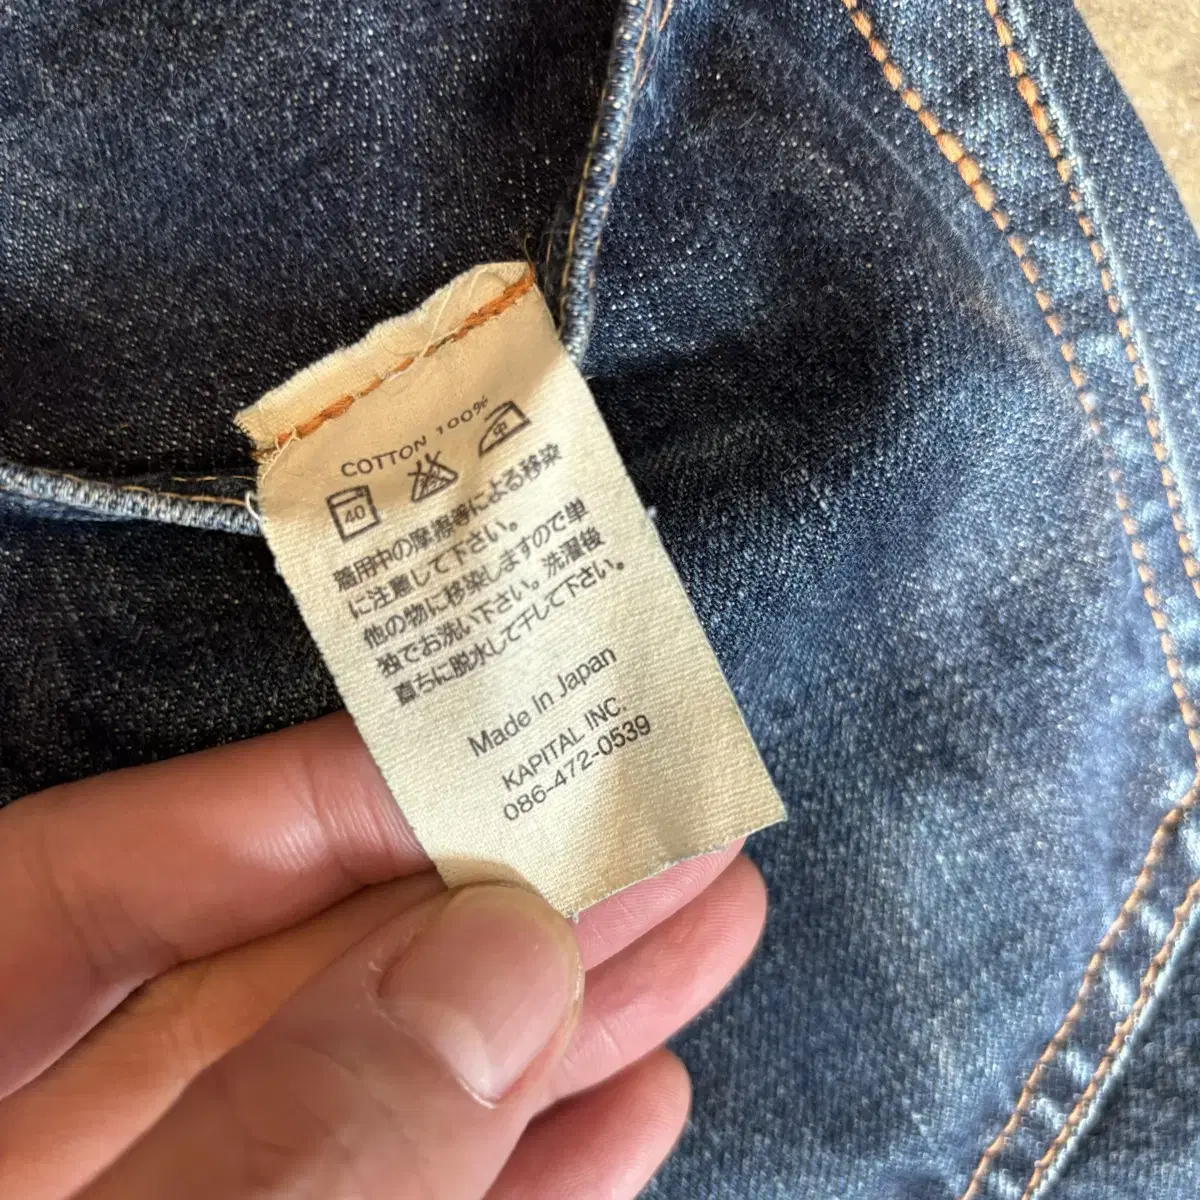 COTTON 100%
40 中
着用中の摩擦等による移染
に注意して下さい。
他の物に移染しますので単
独でお洗い下さい。洗濯後
直ちに脱水して干して下さい。
Made In Japan
KAPITAL INC.
086-472-0539